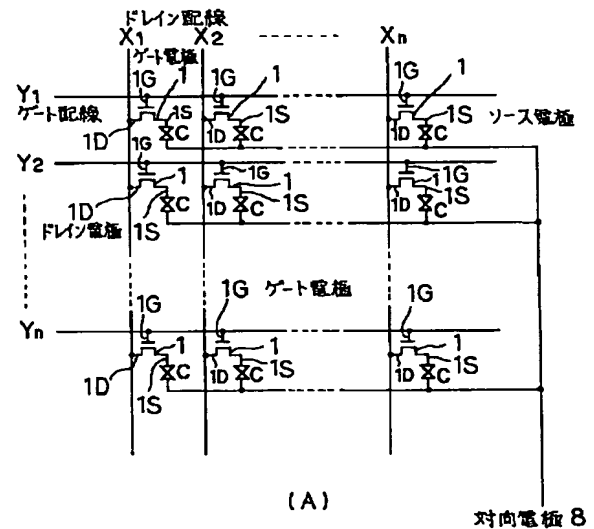 ドレイン配線
X1 X2 Xn
ゲート電極
1G 1 1G 1 1G 1
Y1
ゲート配線 1S 1S 1S ソース電極
1D C 1D C 1D C
Y2 1G 1G 1G
1 1 1
1D 1S 1S 1S
C C C
ドレイン電極 1S
1G 1G ゲート電極 1G
Yn
1 1 1
1D 1S C 1D 1S C 1D 1S C
(A)
対向電極 8